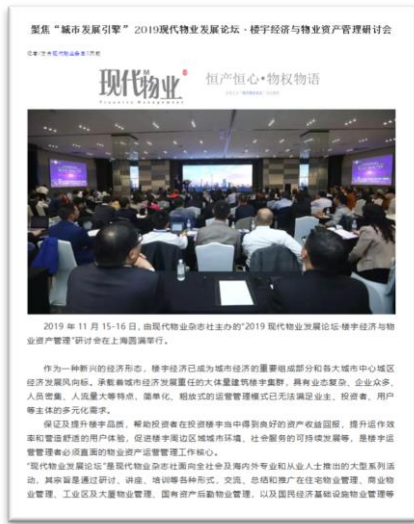 聚焦“城市发展引擎” 2019现代物业发展论坛·楼宇经济与物业资产管理研讨会
现代物业
Property Management
恒产恒心•物权物语
2019 年 11 月 15-16 日，由现代物业杂志社主办的“2019 现代物业发展论坛·楼宇经济与物
业资产管理”研讨会在上海圆满举行。
作为一种新兴的经济形态，楼宇经济已成为城市经济的重要组成部分和各大城市中心城区
经济发展风向标。承载着城市经济发展重任的大体量建筑楼宇集群，具有业态复杂、企业众多、
人员密集、人流量大等特点，简单化、粗放式的运营管理模式已无法满足业主、投资者、用户
等主体的多元化需求。
保证及提升楼宇品质，帮助投资者在投资楼宇当中得到良好的资产收益回报，提升运作效
率和营造舒适的用户体验，促进楼宇周边区域城市环境、社会服务的可持续发展等，是楼宇运
营管理者必须直面的物业资产运营管理工作核心。
“现代物业发展论坛”是现代物业杂志社面向全社会及海内外专业和从业人士推出的大型系列活
动，其宗旨是通过研讨、讲座、培训等各种形式，交流、总结和推广在住宅物业管理、商业物
业管理、工业区及大厦物业管理、国有资产后勤物业管理，以及国民经济基础设施物业管理等